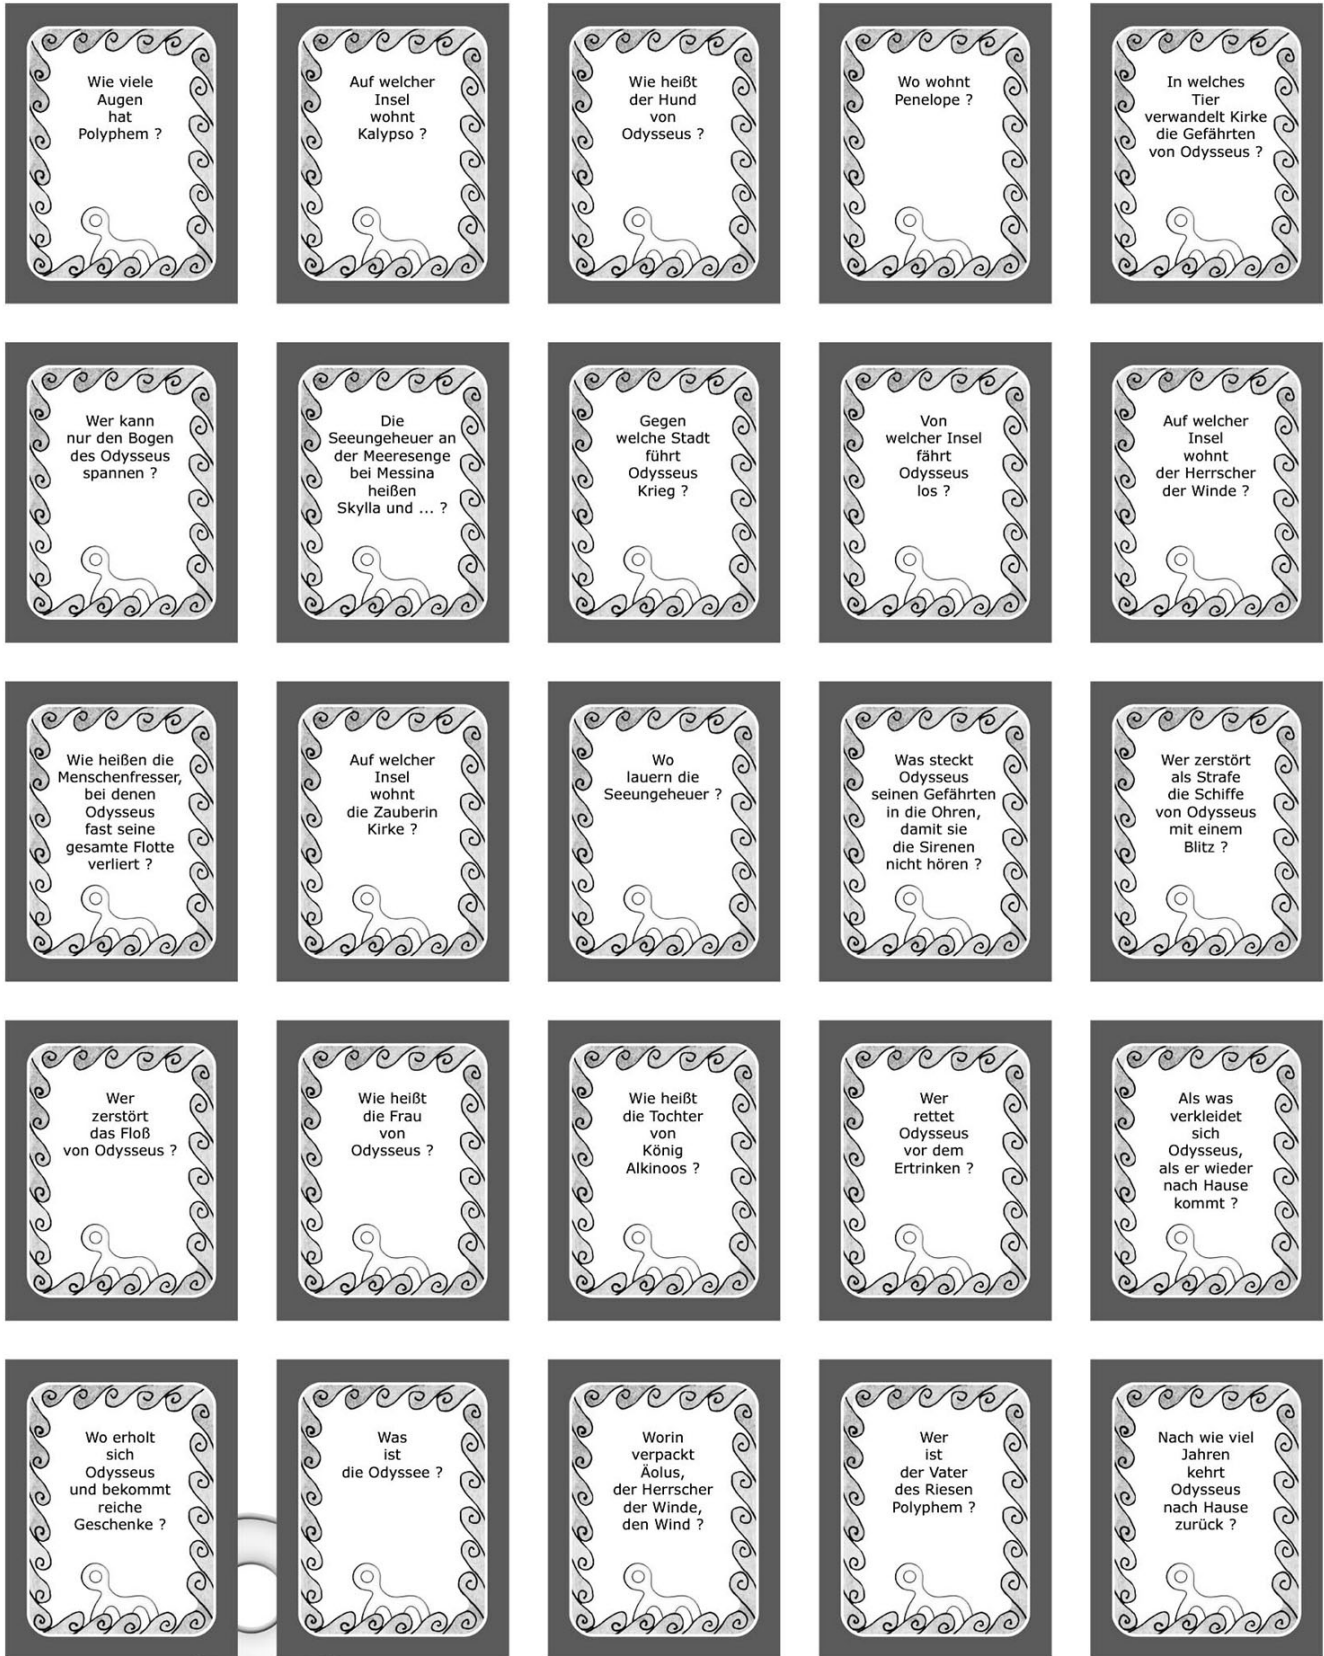 Wie viele
Augen
hat
Polyphem ?
Auf welcher
Insel
wohnt
Kalypso ?
Wie heißt
der Hund
von
Odysseus ?
Wo wohnt
Penelope ?
In welches
Tier
verwandelt Kirke
die Gefährten
von Odysseus ?
Wer kann
nur den Bogen
des Odysseus
spannen ?
Die
Seeungeheuer an
der Meeresenge
bei Messina
heißen
Skylla und ... ?
Gegen
welche Stadt
führt
Odysseus
Krieg ?
Von
welcher Insel
fährt
Odysseus
los ?
Auf welcher
Insel
wohnt
der Herrscher
der Winde ?
Wie heißen die
Menschenfresser,
bei denen
Odysseus
fast seine
gesamte Flotte
verliert ?
Auf welcher
Insel
wohnt
die Zauberin
Kirke ?
Wo
lauern die
Seeungeheuer ?
Was steckt
Odysseus
seinen Gefährten
in die Ohren,
damit sie
die Sirenen
nicht hören ?
Wer zerstört
als Strafe
die Schiffe
von Odysseus
mit einem
Blitz ?
Wer
zerstört
das Floß
von Odysseus ?
Wie heißt
die Frau
von
Odysseus ?
Wie heißt
die Tochter
von
König
Alkinoos ?
Wer
rettet
Odysseus
vor dem
Ertrinken ?
Als was
verkleidet
sich
Odysseus,
als er wieder
nach Hause
kommt ?
Wo erholt
sich
Odysseus
und bekommt
reiche
Geschenke ?
Was
ist
die Odyssee ?
Worin
verpackt
Äolus,
der Herrscher
der Winde,
den Wind ?
Wer
ist
der Vater
des Riesen
Polyphem ?
Nach wie viel
Jahren
kehrt
Odysseus
nach Hause
zurück ?